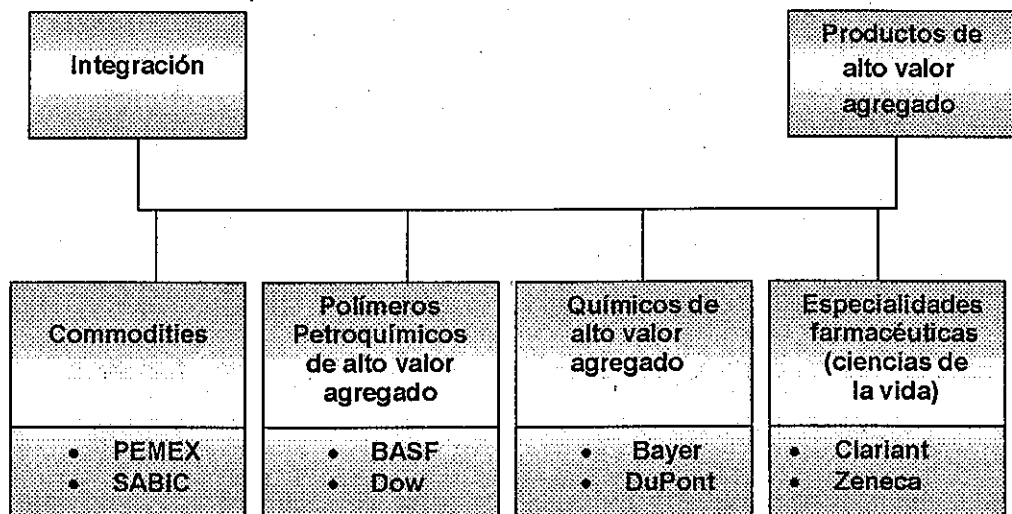 Integración
Productos de
alto valor
agregado
Commodities
Polímeros
Petroquímicos
de alto valor
agregado
Químicos de
alto valor
agregado
Especialidades
farmacéuticas
(ciencias de
la vida)
• PEMEX
• SABIC
• BASF
• Dow
• Bayer
• DuPont
• Clariant
• Zeneca